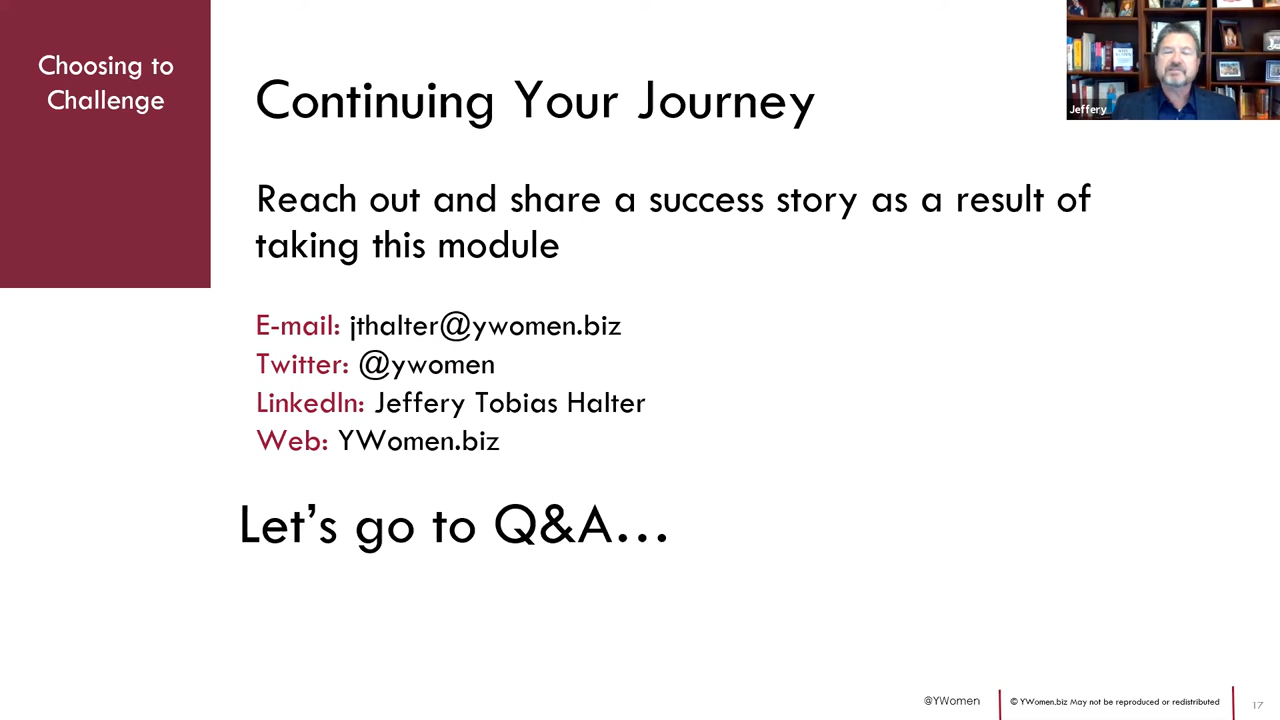 Choosing to
Challenge
Continuing Your Journey
Jeffery
Reach out and share a success story as a result of
taking this module
E-mail: jthalter@ywomen.biz
Twitter: @ywomen
LinkedIn: Jeffery Tobias Halter
Web: YWomen.biz
Let's go to Q&A...
@YWomen
© YWomen.biz May not be reproduced or redistributed
17